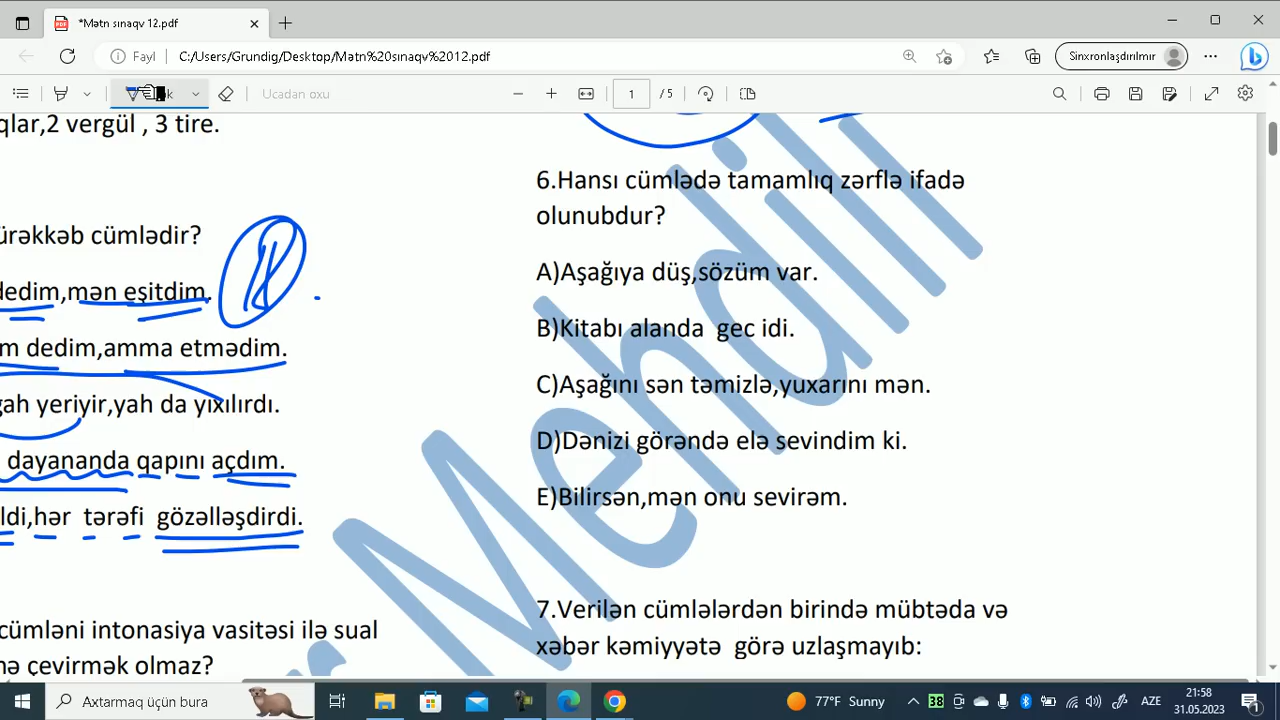 *Mətn sınaqv 12.pdf
Fayl
C:/Users/Grundig/Desktop/Mətn%20sınaqv%2012.pdf
Sinxronlaşdırılmır
Ucadan oxu
1 / 5
qlar,2 vergül , 3 tire.
ürəkkəb cümlədir?
dedim,mən eşitdim.
m dedim,amma etmədim.
gah yeriyir,yah da yıxılırdı.
dayananda qapını açdım.
ldi,hər tərəfi gözəlləşdirdi.
cümləni intonasiya vasitəsi ilə sual
nə çevirmək olmaz?
6.Hansı cümlədə tamamlıq zərflə ifadə
olunubdur?
A)Aşağıya düş,sözüm var.
B)Kitabı alanda gec idi.
C)Aşağını sən təmizlə,yuxarını mən.
D)Dənizi görəndə elə sevindim ki.
E)Bilirsən,mən onu sevirəm.
7.Verilən cümlələrdən birində mübtəda və
xəbər kəmiyyətə görə uzlaşmayıb:
Mehdili
Axtarmaq üçün bura
77°F Sunny
38
AZE
21:58
31.05.2023
1